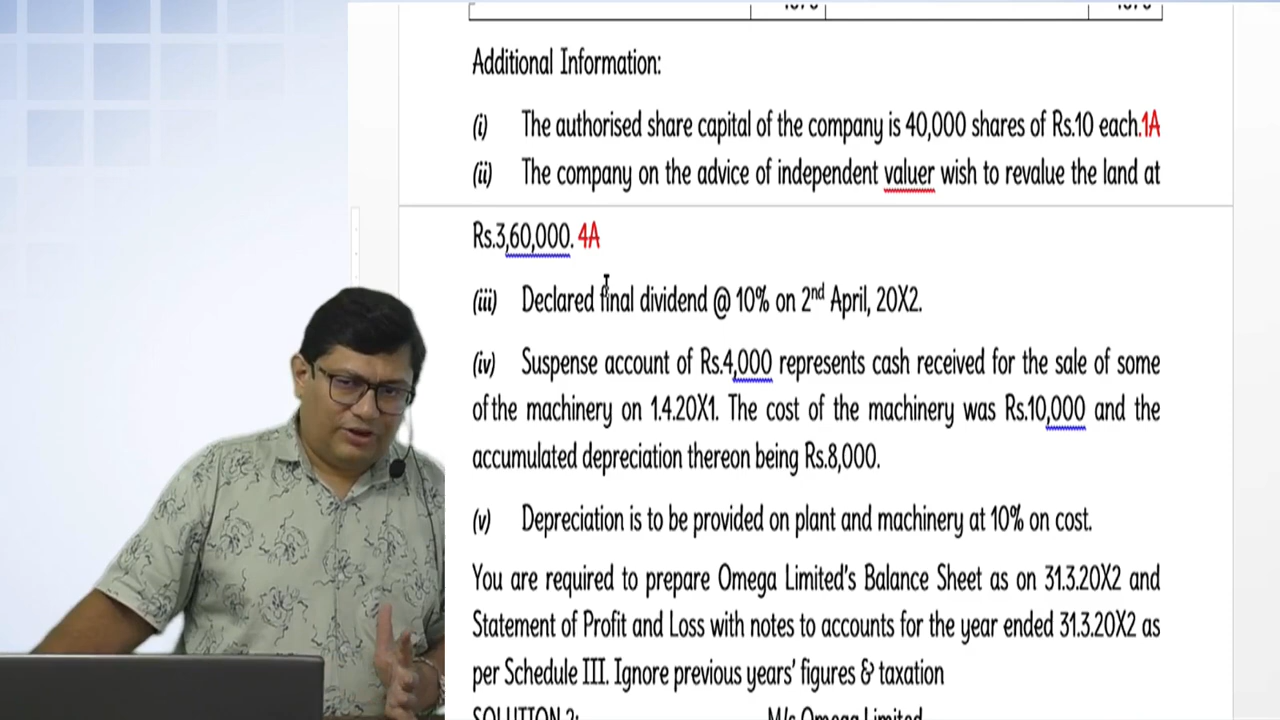 Additional Information:
(i) The authorised share capital of the company is 40,000 shares of Rs.10 each.1A
(ii) The company on the advice of independent valuer wish to revalue the land at
Rs.3,60,000. 4A
(iii) Declared final dividend @ 10% on 2nd April, 20X2.
(iv) Suspense account of Rs.4,000 represents cash received for the sale of some
of the machinery on 1.4.20X1. The cost of the machinery was Rs.10,000 and the
accumulated depreciation thereon being Rs.8,000.
(v) Depreciation is to be provided on plant and machinery at 10% on cost.
You are required to prepare Omega Limited's Balance Sheet as on 31.3.20X2 and
Statement of Profit and Loss with notes to accounts for the year ended 31.3.20X2 as
per Schedule III. Ignore previous years' figures & taxation
SOLUTION 2: M/s Omega Limited